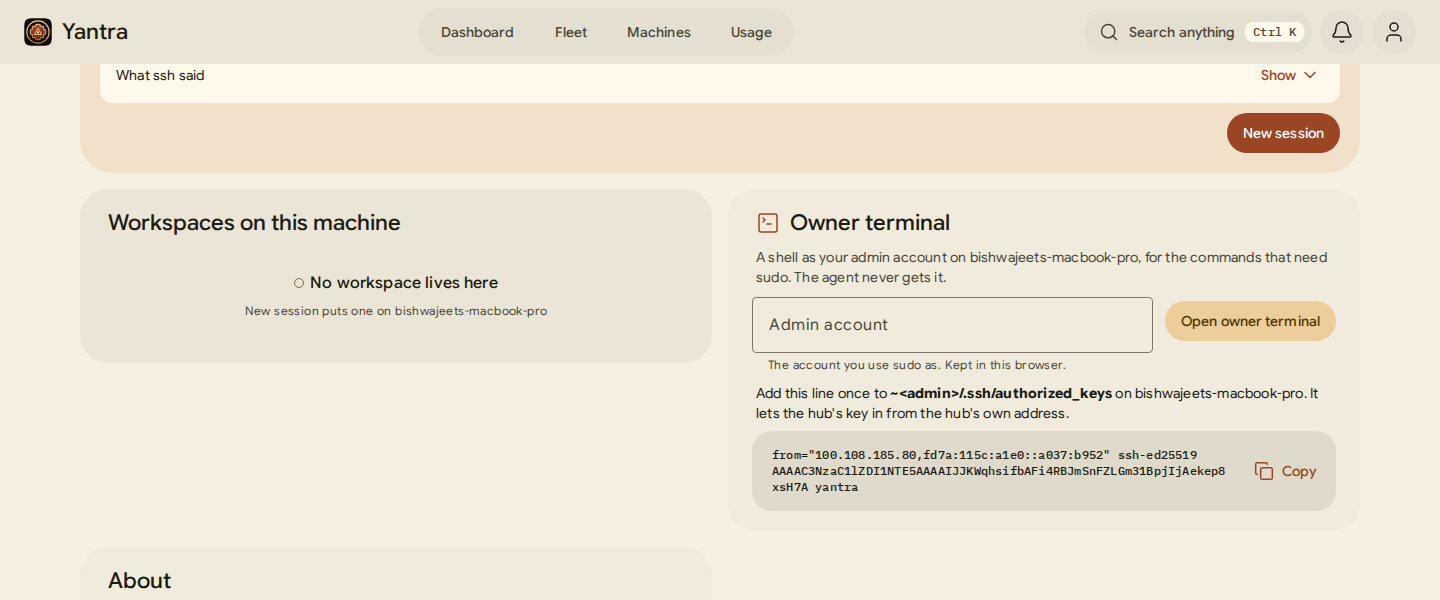 Yantra
Dashboard
Fleet
Machines
Usage
Search anything
Ctrl K
What ssh said
Show
New session
Workspaces on this machine
No workspace lives here
New session puts one on bishwajeets-macbook-pro
Owner terminal
A shell as your admin account on bishwajeets-macbook-pro, for the commands that need
sudo. The agent never gets it.
Admin account
Open owner terminal
The account you use sudo as. Kept in this browser.
Add this line once to ~<admin>/.ssh/authorized_keys on bishwajeets-macbook-pro. It
lets the hub's key in from the hub's own address.
from="100.108.185.80,fd7a:115c:a1e0::a037:b952" ssh-ed25519
AAAAC3NzaC1lZDI1NTE5AAAAIJJKWqhsifbAFi4RBJmSnFZLGm31BpjIjAekep8
xsH7A yantra
Copy
About